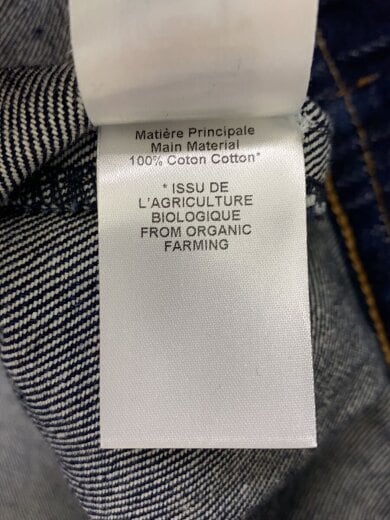 Matière Principale
Main Material
100% Coton Cotton*
* ISSU DE
L'AGRICULTURE
BIOLOGIQUE
FROM ORGANIC
FARMING